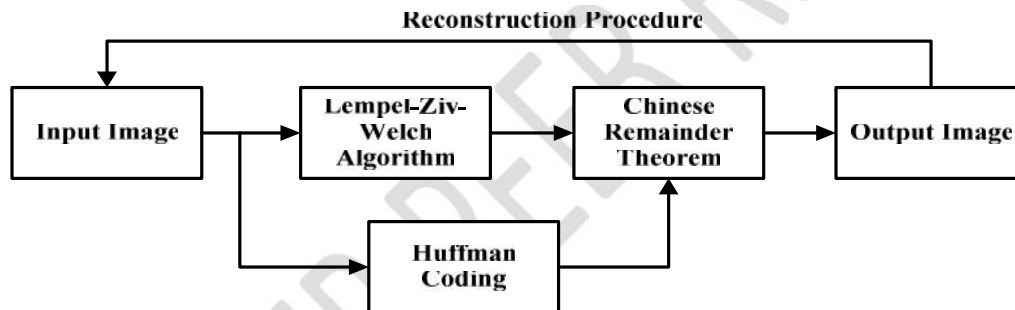 Reconstruction Procedure
Input Image
Lempel-Ziv-
Welch
Algorithm
Chinese
Remainder
Theorem
Output Image
Huffman
Coding